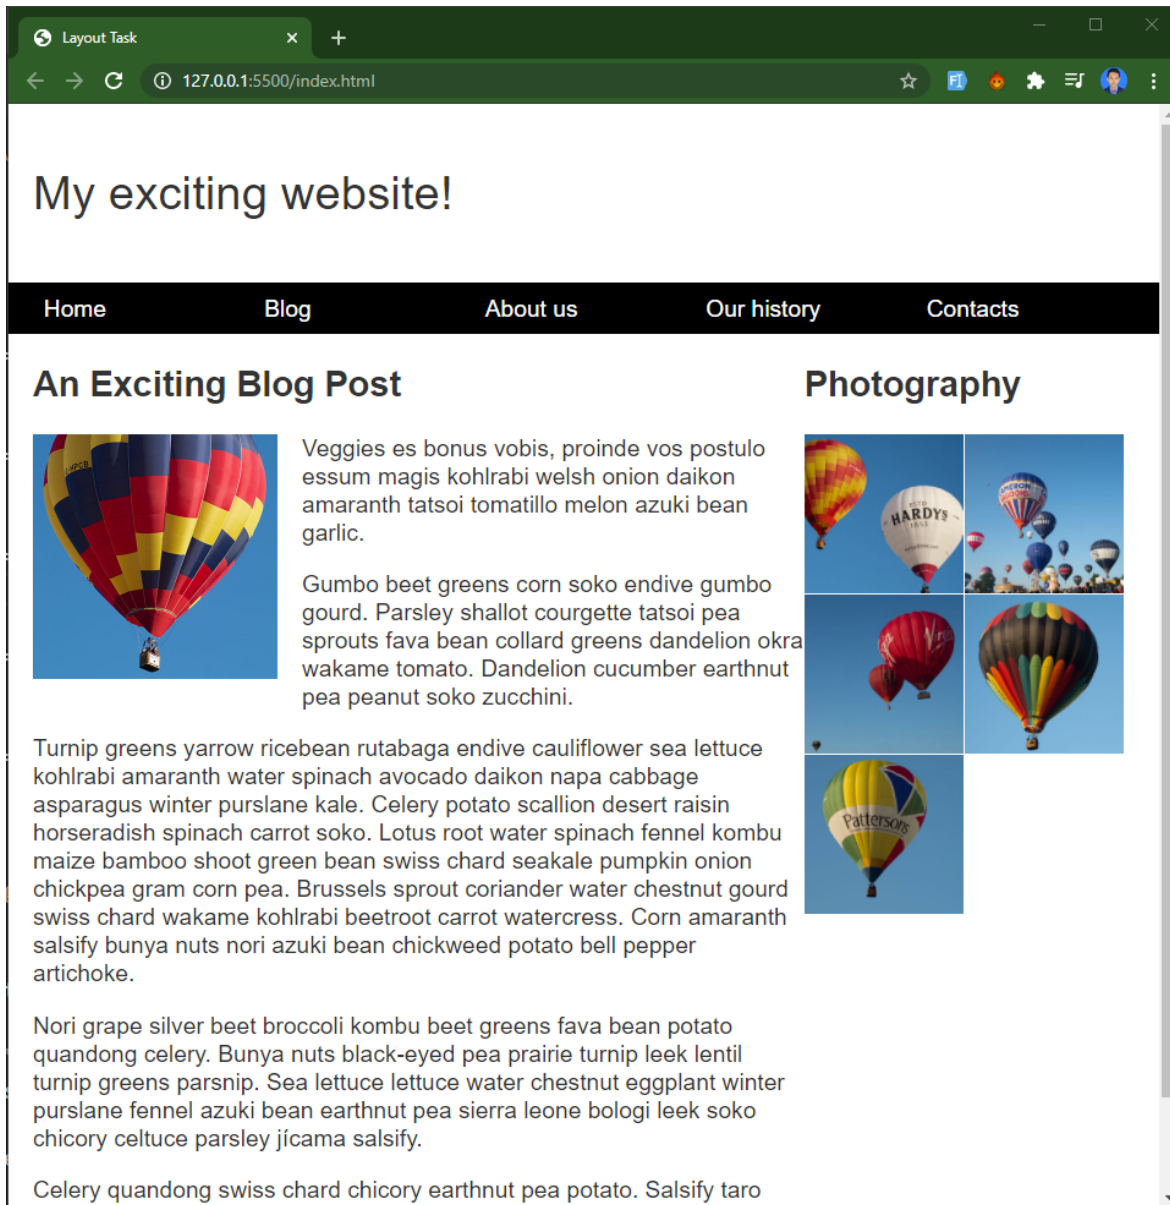 Layout Task
127.0.0.1:5500/index.html
My exciting website!
Home Blog About us Our history Contacts
An Exciting Blog Post
Veggies es bonus vobis, proinde vos postulo
essum magis kohlrabi welsh onion daikon
amaranth tatsoi tomatillo melon azuki bean
garlic.
Gumbo beet greens corn soko endive gumbo
gourd. Parsley shallot courgette tatsoi pea
sprouts fava bean collard greens dandelion okra
wakame tomato. Dandelion cucumber earthnut
pea peanut soko zucchini.
Turnip greens yarrow ricebean rutabaga endive cauliflower sea lettuce
kohlrabi amaranth water spinach avocado daikon napa cabbage
asparagus winter purslane kale. Celery potato scallion desert raisin
horseradish spinach carrot soko. Lotus root water spinach fennel kombu
maize bamboo shoot green bean swiss chard seakale pumpkin onion
chickpea gram corn pea. Brussels sprout coriander water chestnut gourd
swiss chard wakame kohlrabi beetroot carrot watercress. Corn amaranth
salsify bunya nuts nori azuki bean chickweed potato bell pepper
artichoke.
Nori grape silver beet broccoli kombu beet greens fava bean potato
quandong celery. Bunya nuts black-eyed pea prairie turnip leek lentil
turnip greens parsnip. Sea lettuce lettuce water chestnut eggplant winter
purslane fennel azuki bean earthnut pea sierra leone bologi leek soko
chicory celtuce parsley jícama salsify.
Celery quandong swiss chard chicory earthnut pea potato. Salsify taro
Photography
HARDYS
CAMERON
BALLOONS
Virgin
Pattersons